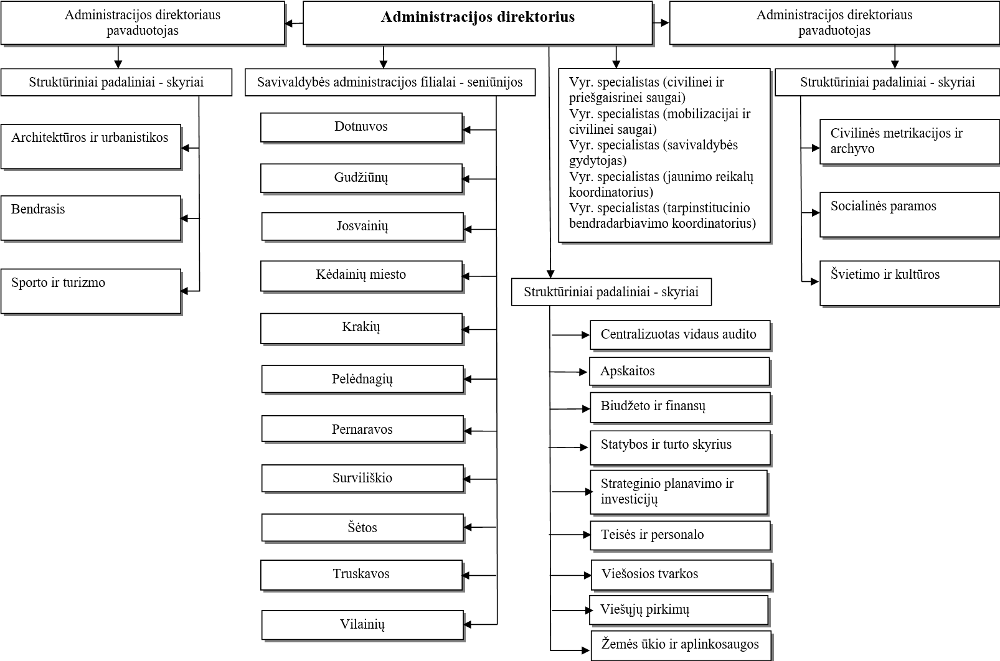 Administracijos direktoriaus
pavaduotojas
Administracijos direktorius
Administracijos direktoriaus
pavaduotojas
Struktūriniai padaliniai - skyriai
Architektūros ir urbanistikos
Bendrasis
Sporto ir turizmo
Savivaldybės administracijos filialai - seniūnijos
Dotnuvos
Gudžiūnų
Josvainių
Kėdainių miesto
Krakių
Pelėdnagių
Pernaravos
Surviliškio
Šėtos
Truskavos
Vilainių
Vyr. specialistas (civilinei ir
priešgaisrinei saugai)
Vyr. specialistas (mobilizacijai ir
civilinei saugai)
Vyr. specialistas (savivaldybės
gydytojas)
Vyr. specialistas (jaunimo reikalų
koordinatorius)
Vyr. specialistas (tarpinstitucinio
bendradarbiavimo koordinatorius)
Struktūriniai padaliniai - skyriai
Centralizuotas vidaus audito
Apskaitos
Biudžeto ir finansų
Statybos ir turto skyrius
Strateginio planavimo ir
investicijų
Teisės ir personalo
Viešosios tvarkos
Viešųjų pirkimų
Žemės ūkio ir aplinkosaugos
Struktūriniai padaliniai - skyriai
Civilinės metrikacijos ir
archyvo
Socialinės paramos
Švietimo ir kultūros